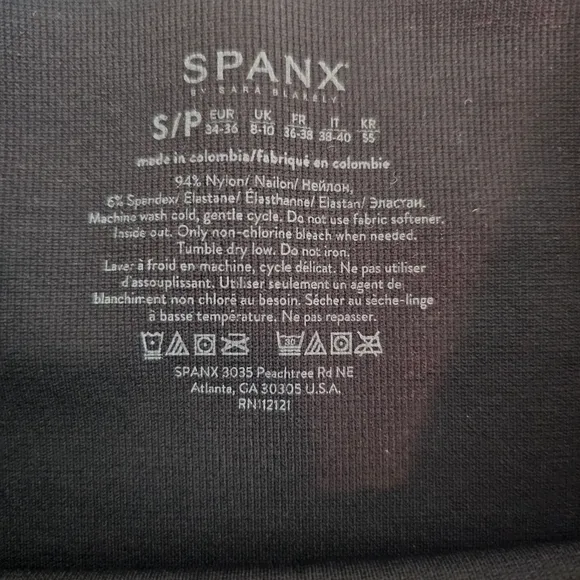 SPANX®
BY SARA BLAKELY
S/P EUR 34-36 UK 8-10 FR 36-38 IT 38-40 KR 55
made in colombia/fabriqué en colombie
94% Nylon/ Nailon/ Нейлон,
6% Spandex/ Elastane/ Élasthanne/ Elastan/ Эластан.
Machine wash cold, gentle cycle. Do not use fabric softener.
Inside out. Only non-chlorine bleach when needed.
Tumble dry low. Do not iron.
Laver à froid en machine, cycle délicat. Ne pas utiliser
d'assouplissant. Utiliser seulement un agent de
blanchiment non chloré au besoin. Sécher au sèche-linge
à basse température. Ne pas repasser.
30
SPANX 3035 Peachtree Rd NE
Atlanta, GA 30305 U.S.A.
RN112121